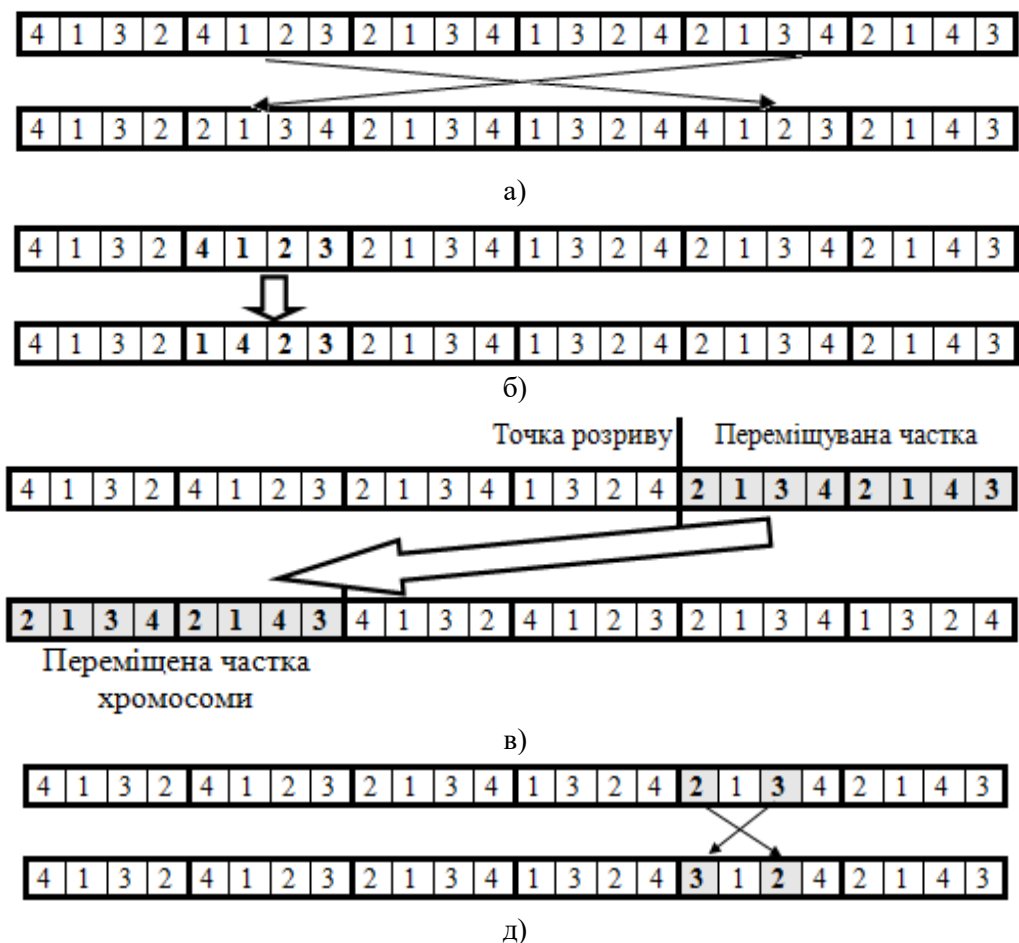 4 1 3 2 4 1 2 3 2 1 3 4 1 3 2 4 2 1 3 4 2 1 4 3
4 1 3 2 2 1 3 4 2 1 3 4 1 3 2 4 4 1 2 3 2 1 4 3
а)
4 1 3 2 4 1 2 3 2 1 3 4 1 3 2 4 2 1 3 4 2 1 4 3
4 1 3 2 1 4 2 3 2 1 3 4 1 3 2 4 2 1 3 4 2 1 4 3
б)
Точка розриву Переміщувана частка
4 1 3 2 4 1 2 3 2 1 3 4 1 3 2 4 2 1 3 4 2 1 4 3
2 1 3 4 2 1 4 3 4 1 3 2 4 1 2 3 2 1 3 4 1 3 2 4
Переміщена частка
хромосоми
в)
4 1 3 2 4 1 2 3 2 1 3 4 1 3 2 4 2 1 3 4 2 1 4 3
4 1 3 2 4 1 2 3 2 1 3 4 1 3 2 4 3 1 2 4 2 1 4 3
д)